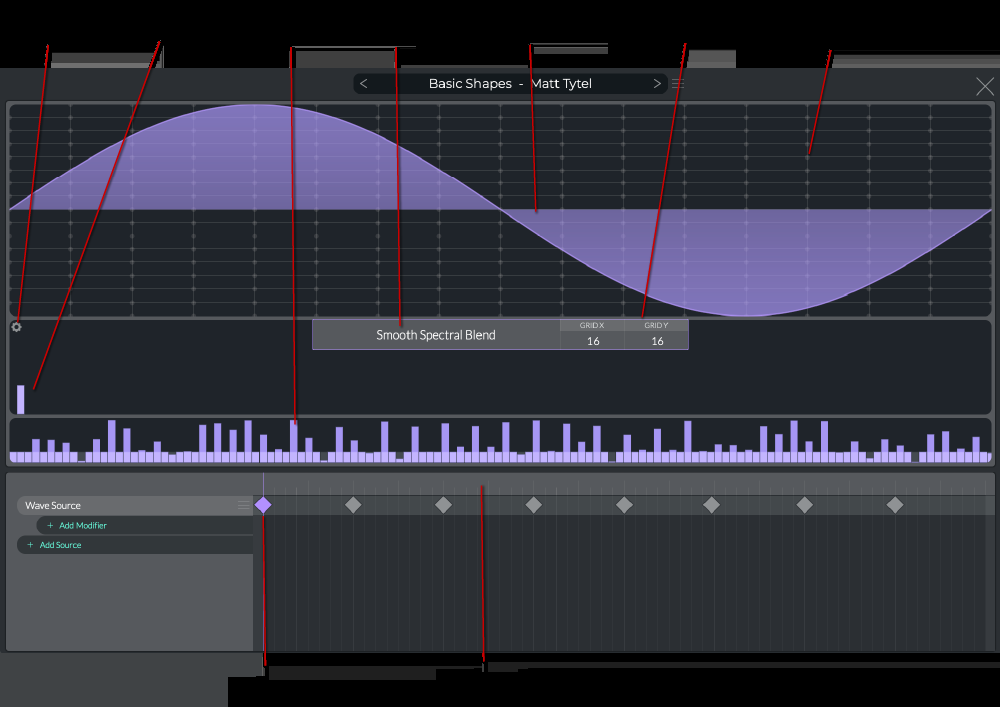 < Basic Shapes - Matt Tytel >
Smooth Spectral Blend
GRID X GRID Y
16 16
Wave Source
+ Add Modifier
+ Add Source